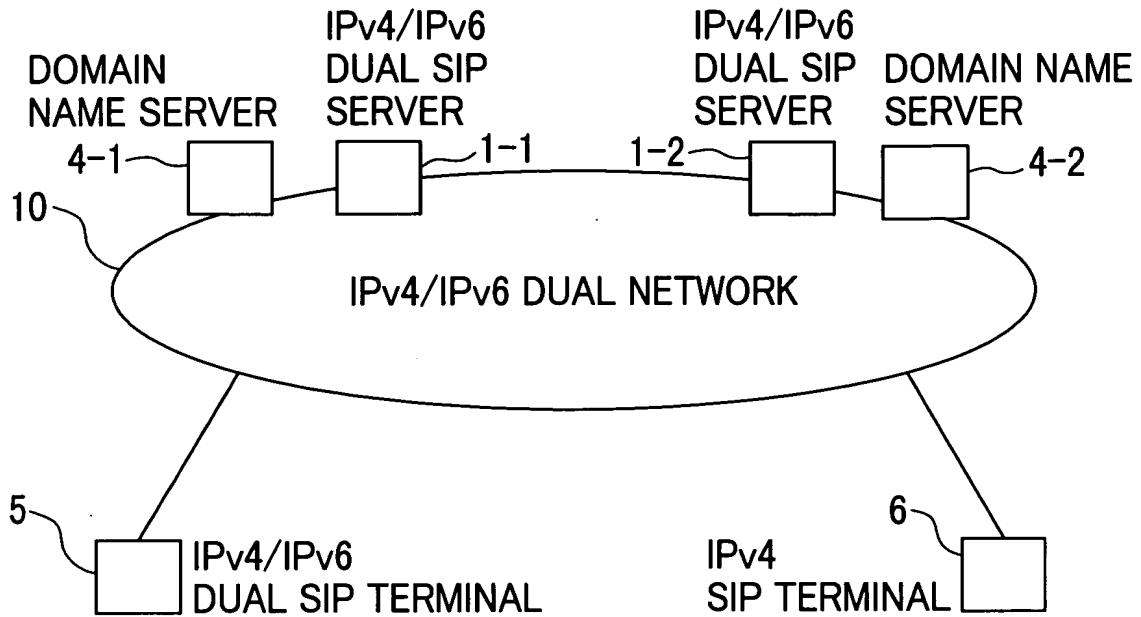 IPv4/IPv6
DUAL SIP
SERVER
IPv4/IPv6
DUAL SIP
SERVER
DOMAIN
NAME SERVER
DOMAIN NAME
SERVER
4-1
1-1
1-2
4-2
10
IPv4/IPv6 DUAL NETWORK
5
IPv4/IPv6
DUAL SIP TERMINAL
6
IPv4
SIP TERMINAL